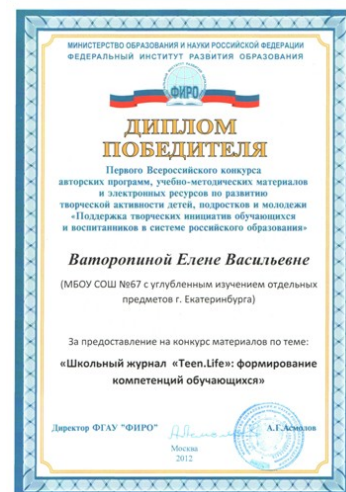 МИНИСТЕРСТВО ОБРАЗОВАНИЯ И НАУКИ РОССИЙСКОЙ ФЕДЕРАЦИИ
ФЕДЕРАЛЬНЫЙ ИНСТИТУТ РАЗВИТИЯ ОБРАЗОВАНИЯ
ФИРО
ДИПЛОМ
ПОБЕДИТЕЛЯ
Первого Всероссийского конкурса
авторских программ, учебно-методических материалов
и электронных ресурсов по развитию
творческой активности детей, подростков и молодежи
«Поддержка творческих инициатив обучающихся
и воспитанников в системе российского образования»
Ваторопиной Елене Васильевне
(МБОУ СОШ №67 с углубленным изучением отдельных
предметов г. Екатеринбурга)
За предоставление на конкурс материалов по теме:
«Школьный журнал «Teen.Life»: формирование
компетенций обучающихся»
Директор ФГАУ "ФИРО" А.Г.Асмолов
Москва
2012